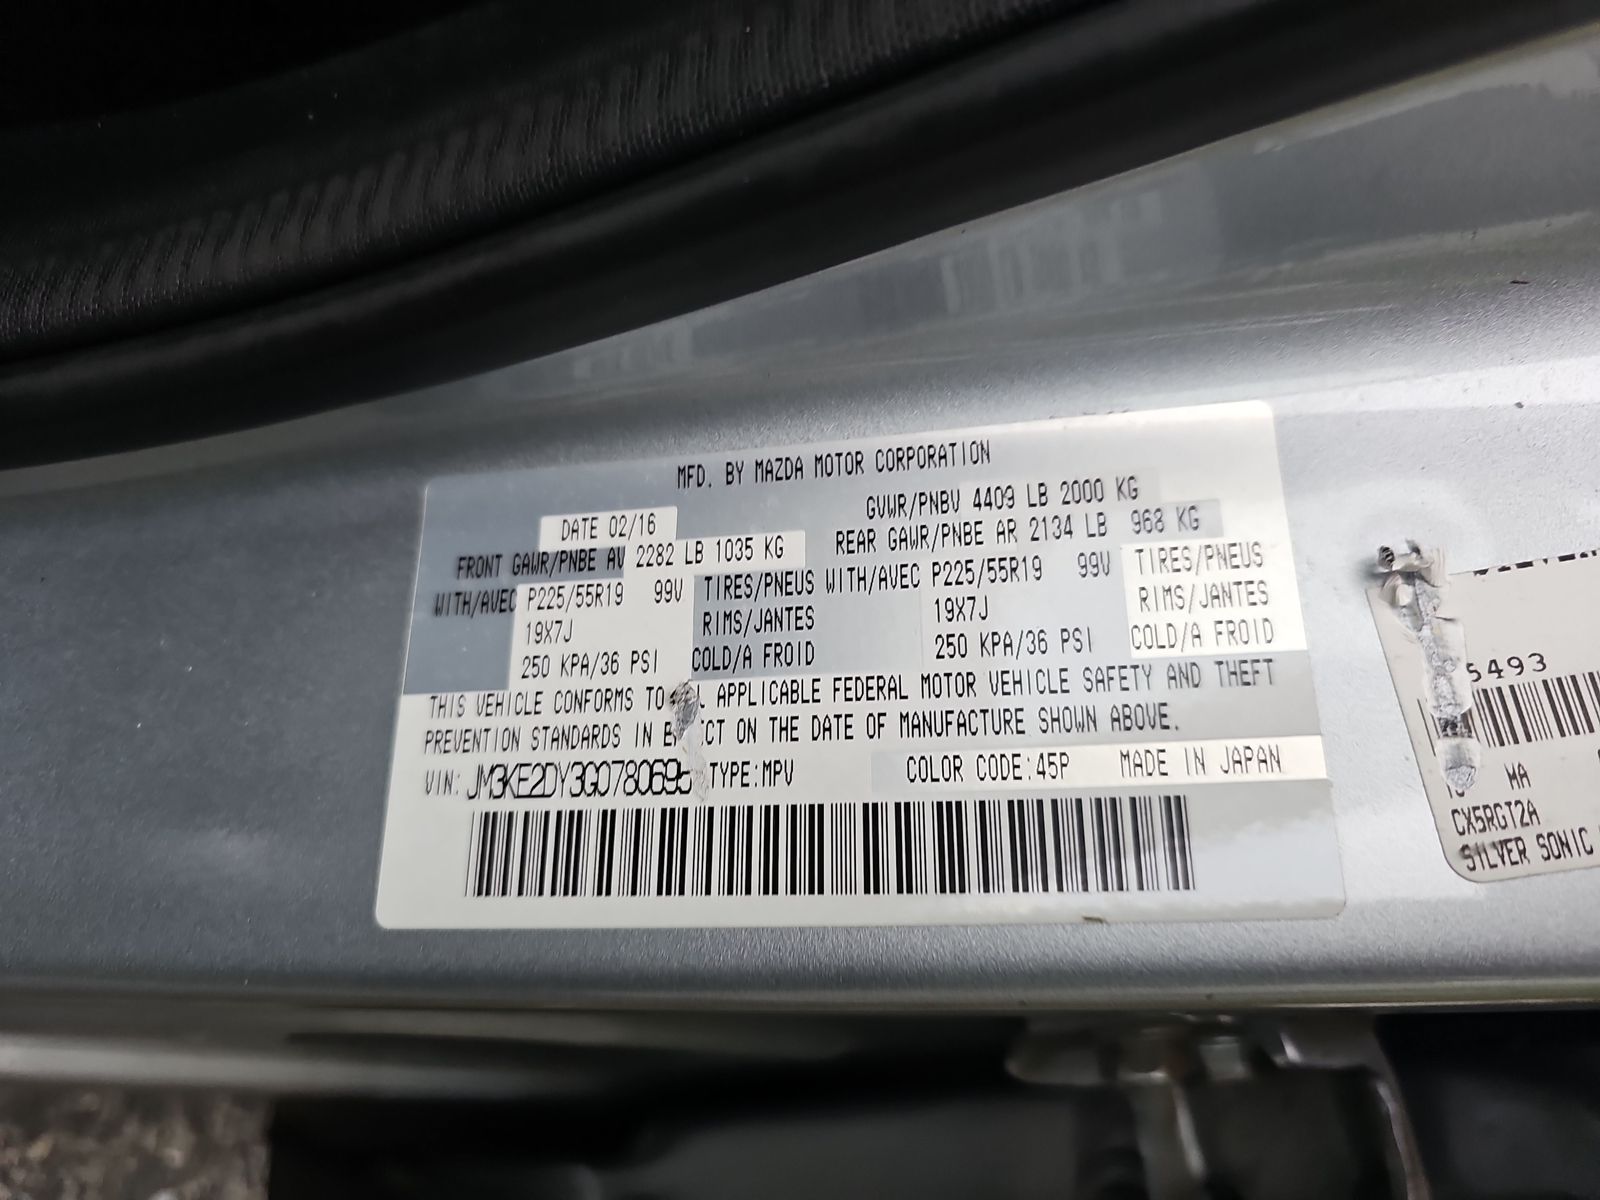 MFD. BY MAZDA MOTOR CORPORATION
DATE 02/16 GVWR/PNBV 4409 LB 2000 KG
FRONT GAWR/PNBE AV 2282 LB 1035 KG REAR GAWR/PNBE AR 2134 LB 968 KG
WITH/AVEC P225/55R19 99V TIRES/PNEUS WITH/AVEC P225/55R19 99V TIRES/PNEUS
19X7J RIMS/JANTES 19X7J RIMS/JANTES
250 KPA/36 PSI COLD/A FROID 250 KPA/36 PSI COLD/A FROID
THIS VEHICLE CONFORMS TO APPLICABLE FEDERAL MOTOR VEHICLE SAFETY AND THEFT
PREVENTION STANDARDS IN ON THE DATE OF MANUFACTURE SHOWN ABOVE.
VIN: JM3KE2DY3G0780695 TYPE:MPV COLOR CODE:45P MADE IN JAPAN
5493
WA
CX5RGT2A
SILVER SONIC